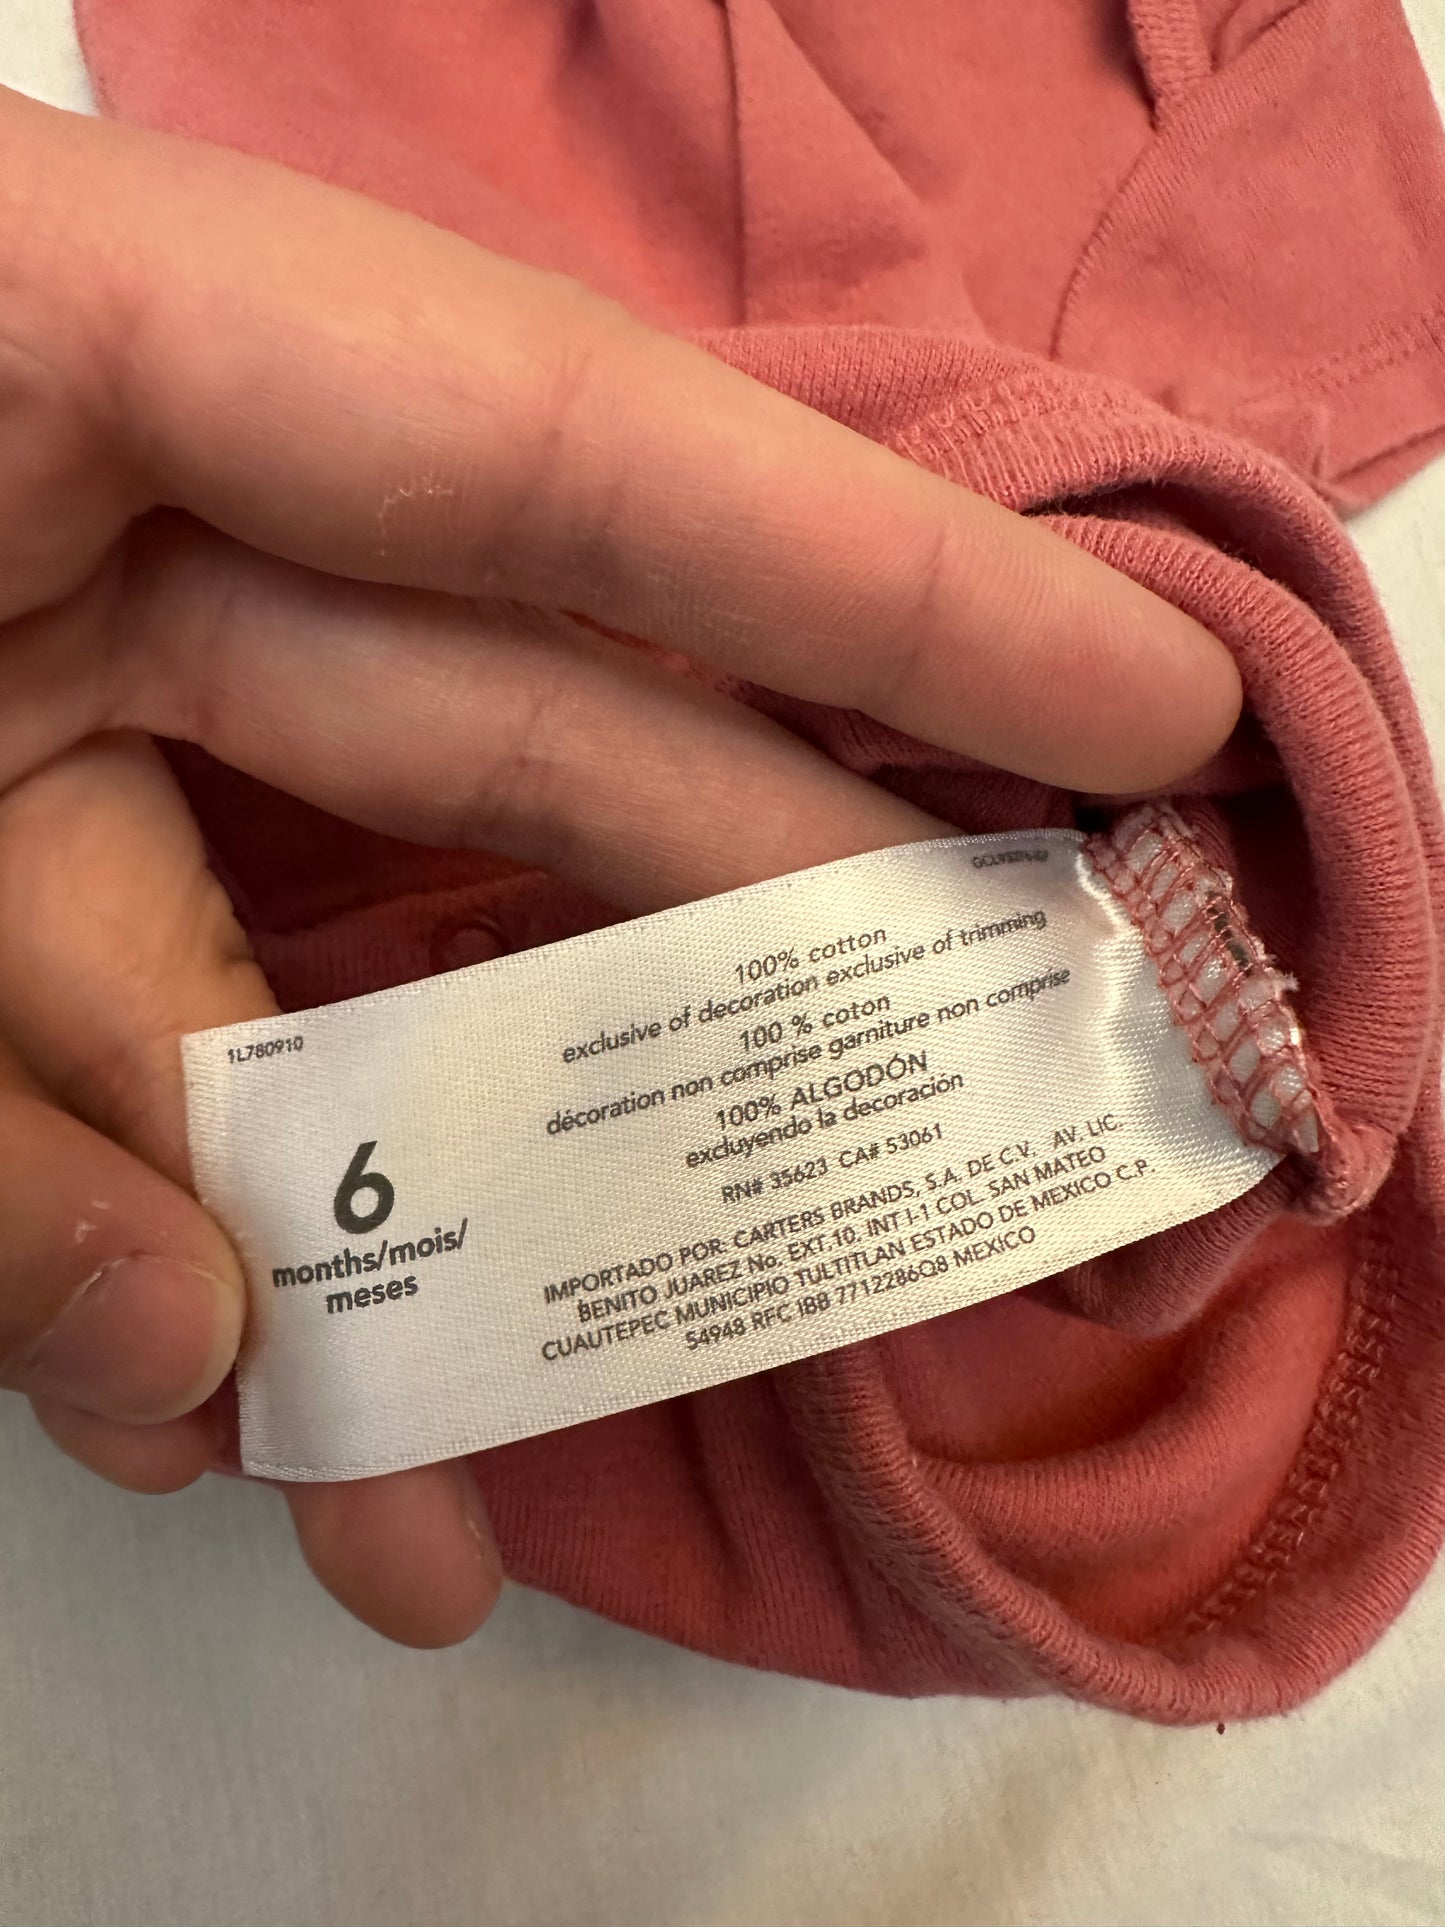 1L780910
6
months/mois/
meses
100% cotton
exclusive of decoration exclusive of trimming
100 % coton
décoration non comprise garniture non comprise
100% ALGODÓN
excluyendo la decoración
RN# 35623 CA# 53061
IMPORTADO POR: CARTERS BRANDS, S.A. DE C.V. AV. LIC.
BENITO JUAREZ No. EXT.10. INT I-1 COL. SAN MATEO
CUAUTEPEC MUNICIPIO TULTITLAN ESTADO DE MEXICO C.P.
54948 RFC IBB 7712286Q8 MEXICO